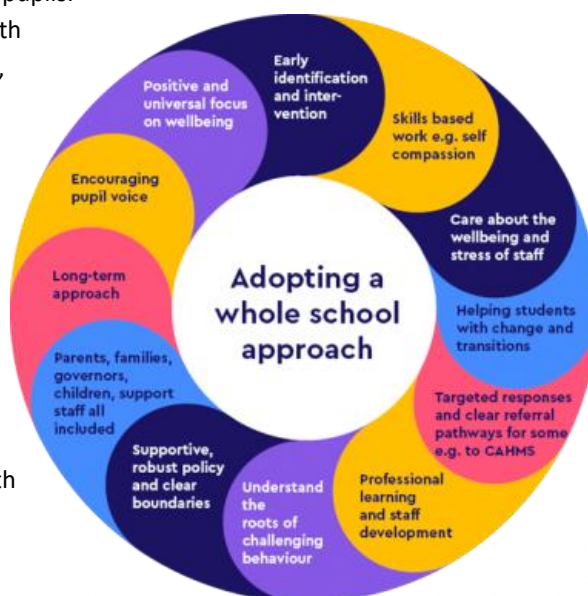 pupils.
th
,
th
Adopting a
whole school
approach
Early
identification
and inter-
vention
Skills based
work e.g. self
compassion
Care about the
wellbeing and
stress of staff
Helping students
with change and
transitions
Targeted responses
and clear referral
pathways for some
e.g. to CAHMS
Professional
learning
and staff
development
Understand
the
roots of
challenging
behaviour
Supportive,
robust policy
and clear
boundaries
Parents, families,
governors,
children, support
staff all
included
Long-term
approach
Encouraging
pupil voice
Positive and
universal focus
on wellbeing